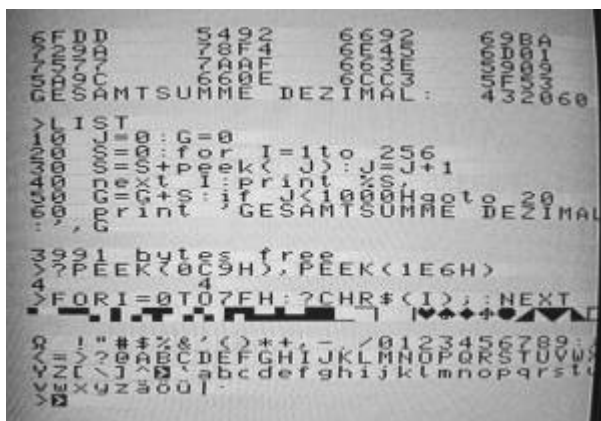 6FDD 5492 6692 69BA
729A 78F4 6E45 6D01
7577 7AAF 663E 5909
5A9C 660E 6CC3 5F53
GESAMTSUMME DEZIMAL: 432060
>LIST
10 J=0:G=0
20 S=0:for I=1to 256
30 S=S+peek( J):J=J+1
40 next I:print %S,
50 G=G+S:if J<1000Hgoto 20
60 print 'GESAMTSUMME DEZIMAL
:',G
3991 bytes free
>?PEEK(0C9H),PEEK(1E6H)
4 4
>FORI=0TO7FH:?CHR$(I);:NEXT
Ω !"#$%&'()*+,-./0123456789:
<=>?@ABCDEFGHIJKLMNOPQRSTUVWX
YZ[\]^ `abcdefghijklmnopqrstu
vwxyzäöü|
>